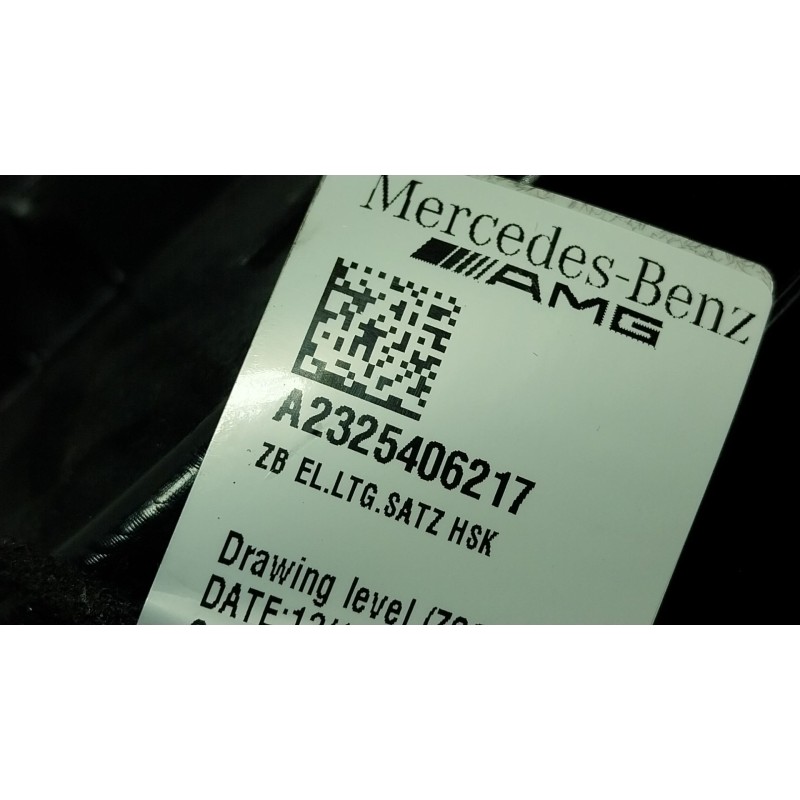 Mercedes-Benz
AMG
A2325406217
ZB EL.LTG.SATZ HSK
Drawing level
DATE: